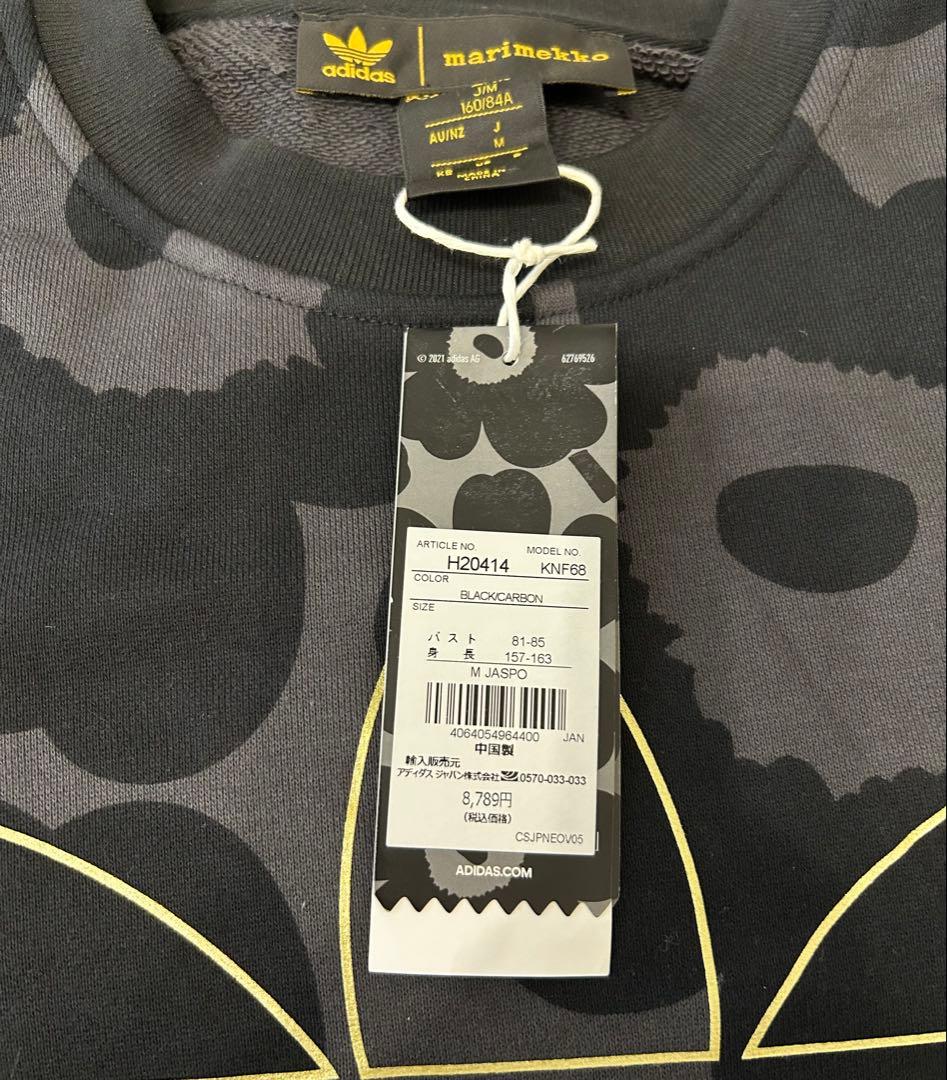 adidas
marimekko
J/M
160/84A
AU/NZ J
M
MADE IN
CHINA
© 2021 adidas AG 62769526
ARTICLE NO. MODEL NO.
H20414 KNF68
COLOR
BLACK/CARBON
SIZE
バスト 81-85
身長 157-163
M JASPO
4064054964400 JAN
中国製
輸入販売元
アディダス ジャパン株式会社 0570-033-033
8,789円
(税込価格)
CSJPNEOV05
ADIDAS.COM